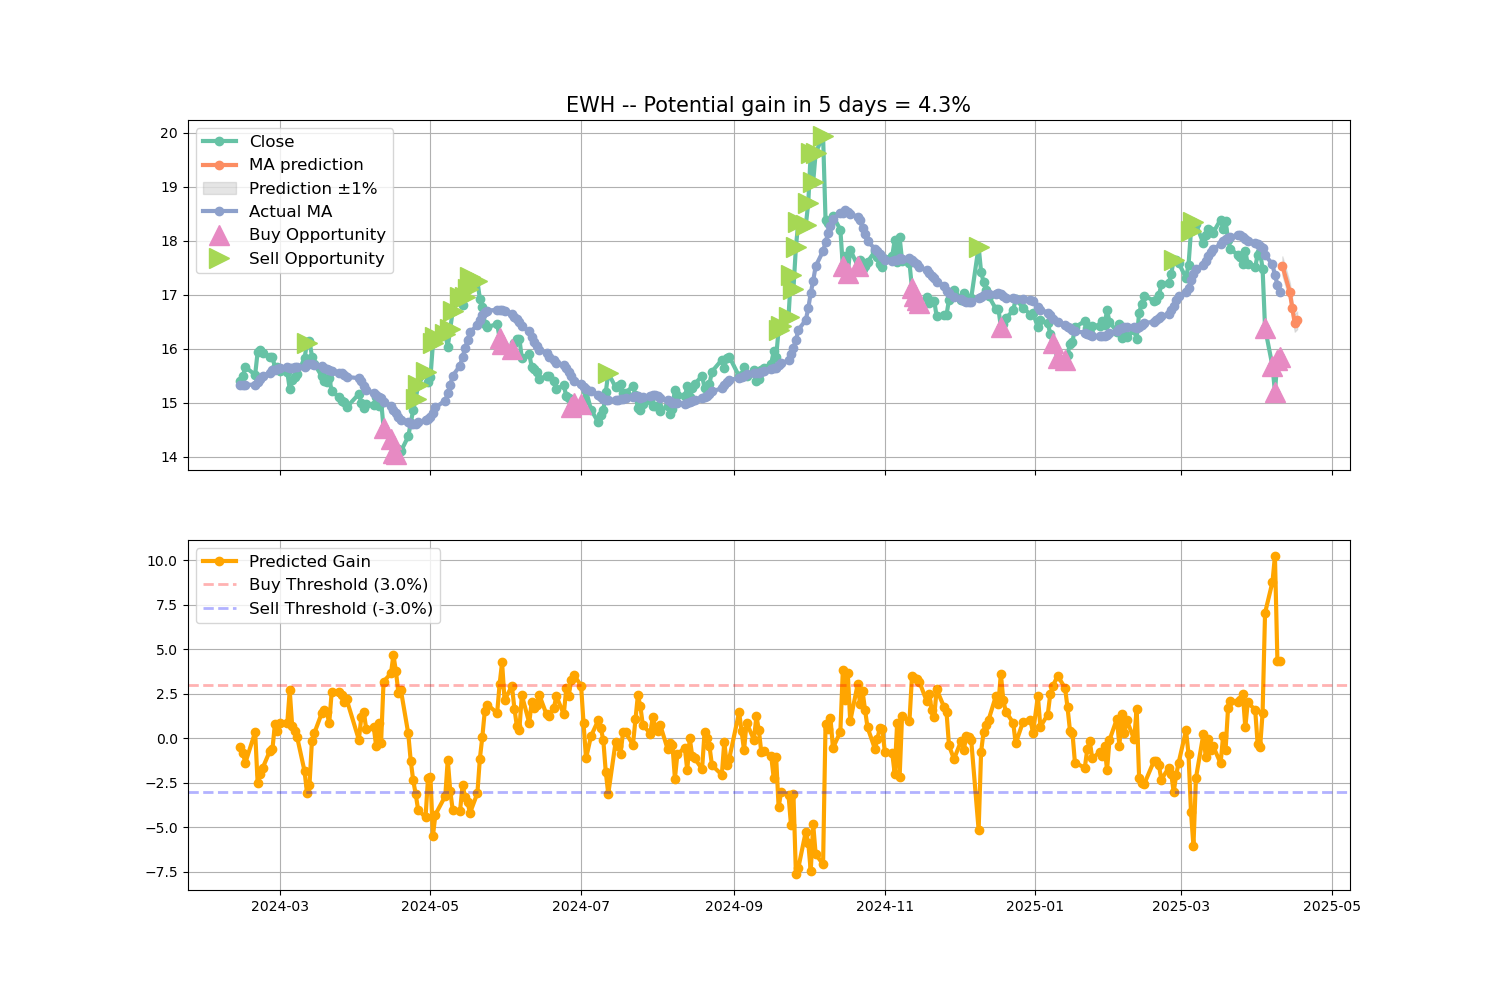 EWH -- Potential gain in 5 days = 4.3%
20
19
18
17
16
15
14
Close
MA prediction
Prediction ±1%
Actual MA
Buy Opportunity
Sell Opportunity
10.0
7.5
5.0
2.5
0.0
−2.5
−5.0
−7.5
Predicted Gain
Buy Threshold (3.0%)
Sell Threshold (-3.0%)
2024-03
2024-05
2024-07
2024-09
2024-11
2025-01
2025-03
2025-05